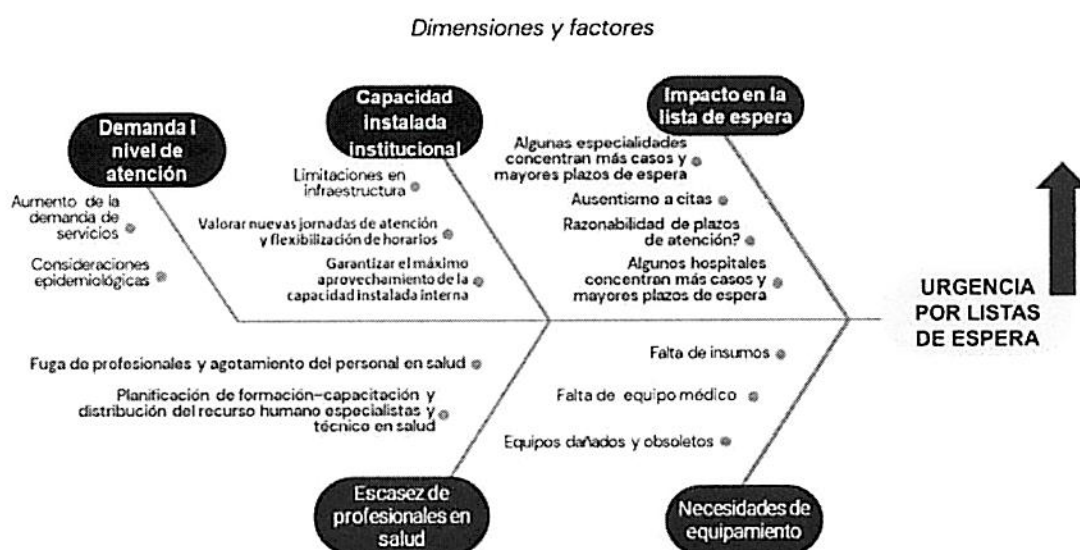 Dimensiones y factores
Demanda I
nivel de
atención
Aumento de la
demanda de
servicios
Consideraciones
epidemiológicas
Capacidad
instalada
institucional
Limitaciones en
infraestructura
Valorar nuevas jornadas de atención
y flexibilización de horarios
Garantizar el máximo
aprovechamiento de la
capacidad instalada interna
Impacto en la
lista de espera
Algunas especialidades
concentran más casos y
mayores plazos de espera
Ausentismo a citas
Razonabilidad de plazos
de atención?
Algunos hospitales
concentran más casos y
mayores plazos de espera
URGENCIA
POR LISTAS
DE ESPERA
Fuga de profesionales y agotamiento del personal en salud
Planificación de formación-capacitación y
distribución del recurso humano especialistas y
técnico en salud
Escasez de
profesionales en
salud
Falta de insumos
Falta de equipo médico
Equipos dañados y obsoletos
Necesidades de
equipamiento